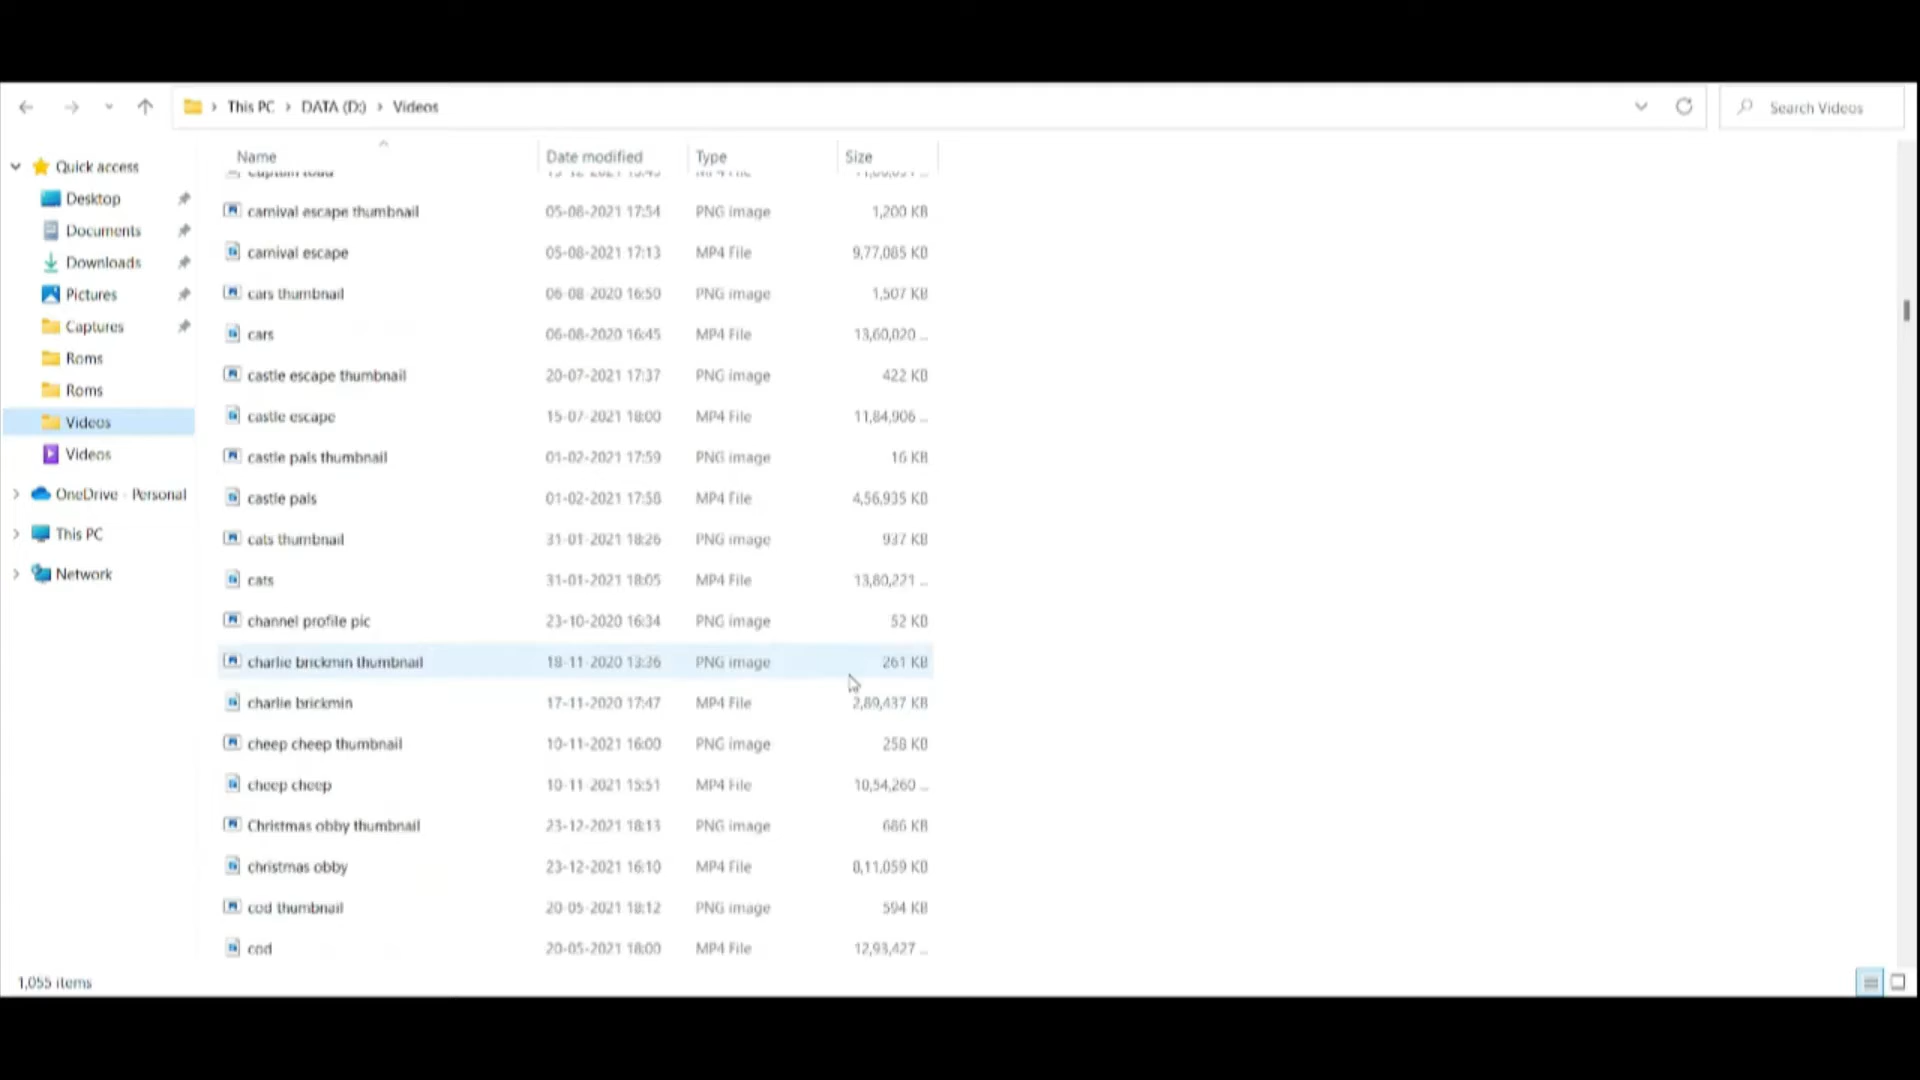 This PC > DATA (D:) > Videos
Search Videos
Name Date modified Type Size
Quick access
Desktop
Documents
Downloads
Pictures
Captures
Roms
Roms
Videos
Videos
OneDrive - Personal
This PC
Network
carnival escape thumbnail 05-08-2021 17:54 PNG image 1,200 KB
carnival escape 05-08-2021 17:13 MP4 File 9,77,085 KB
cars thumbnail 06-08-2020 16:50 PNG image 1,507 KB
cars 06-08-2020 16:45 MP4 File 13,60,020 ...
castle escape thumbnail 20-07-2021 17:37 PNG image 422 KB
castle escape 15-07-2021 18:00 MP4 File 11,84,906 ...
castle pals thumbnail 01-02-2021 17:59 PNG image 16 KB
castle pals 01-02-2021 17:58 MP4 File 4,56,935 KB
cats thumbnail 31-01-2021 18:26 PNG image 937 KB
cats 31-01-2021 18:05 MP4 File 13,80,221 ...
channel profile pic 23-10-2020 16:34 PNG image 52 KB
charlie brickmin thumbnail 18-11-2020 13:36 PNG image 261 KB
charlie brickmin 17-11-2020 17:47 MP4 File 2,89,437 KB
cheep cheep thumbnail 10-11-2021 16:00 PNG image 258 KB
cheep cheep 10-11-2021 15:51 MP4 File 10,54,260 ...
Christmas obby thumbnail 23-12-2021 18:13 PNG image 686 KB
christmas obby 23-12-2021 16:10 MP4 File 8,11,059 KB
cod thumbnail 20-05-2021 18:12 PNG image 594 KB
cod 20-05-2021 18:00 MP4 File 12,93,427 ...
1,055 items